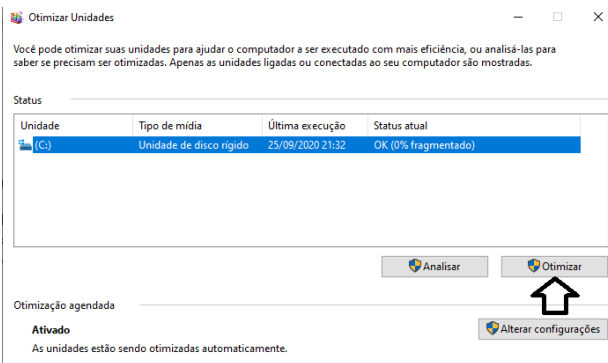 Otimizar Unidades
Você pode otimizar suas unidades para ajudar o computador a ser executado com mais eficiência, ou analisá-las para
saber se precisam ser otimizadas. Apenas as unidades ligadas ou conectadas ao seu computador são mostradas.
Status
Unidade Tipo de mídia Última execução Status atual
(C:) Unidade de disco rígido 25/09/2020 21:32 OK (0% fragmentado)
Analisar Otimizar
Otimização agendada
Ativado Alterar configurações
As unidades estão sendo otimizadas automaticamente.